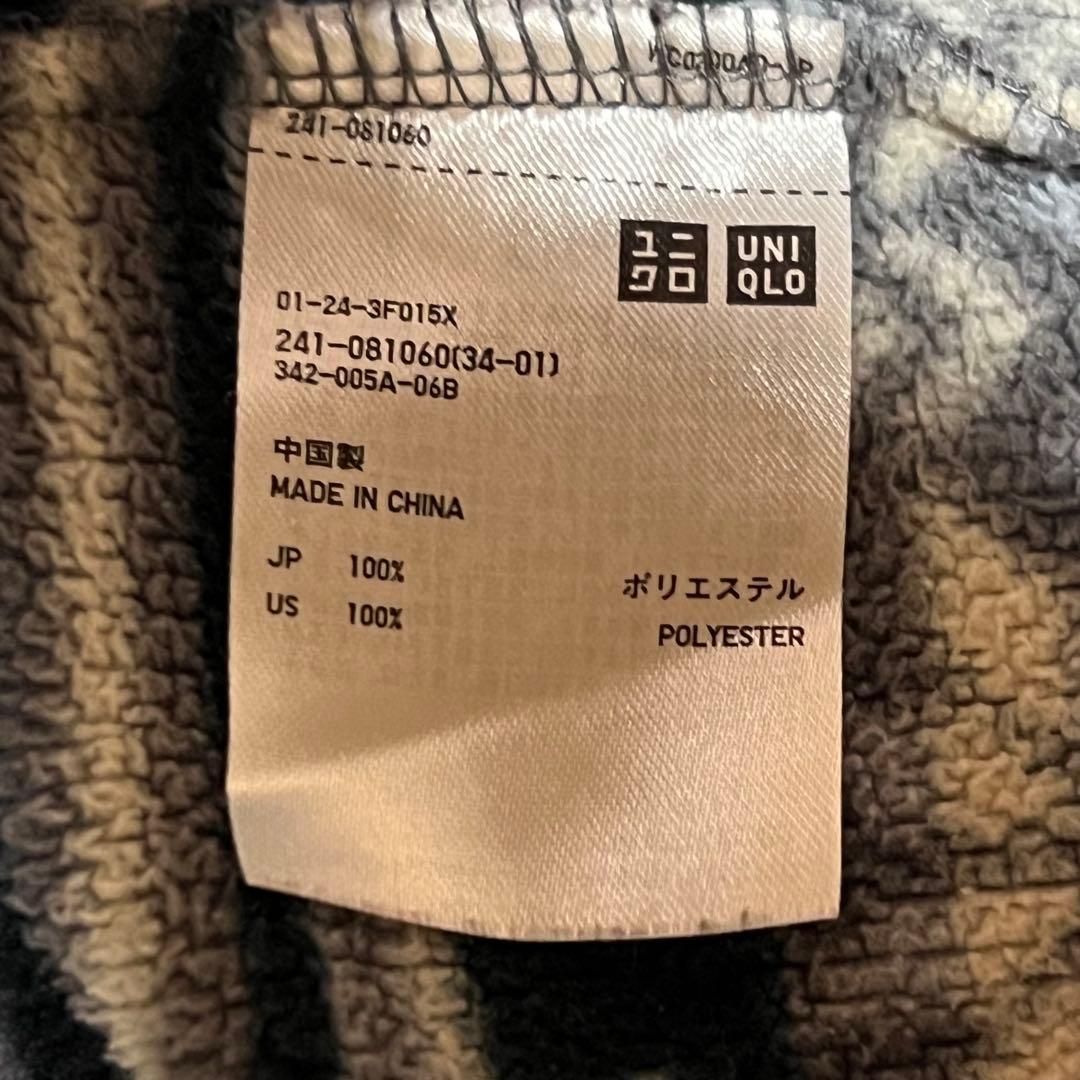 241-081060
ユニ
クロ
UNI
QLO
01-24-3F015X
241-081060(34-01)
342-005A-06B
中国製
MADE IN CHINA
JP 100% ポリエステル
US 100% POLYESTER